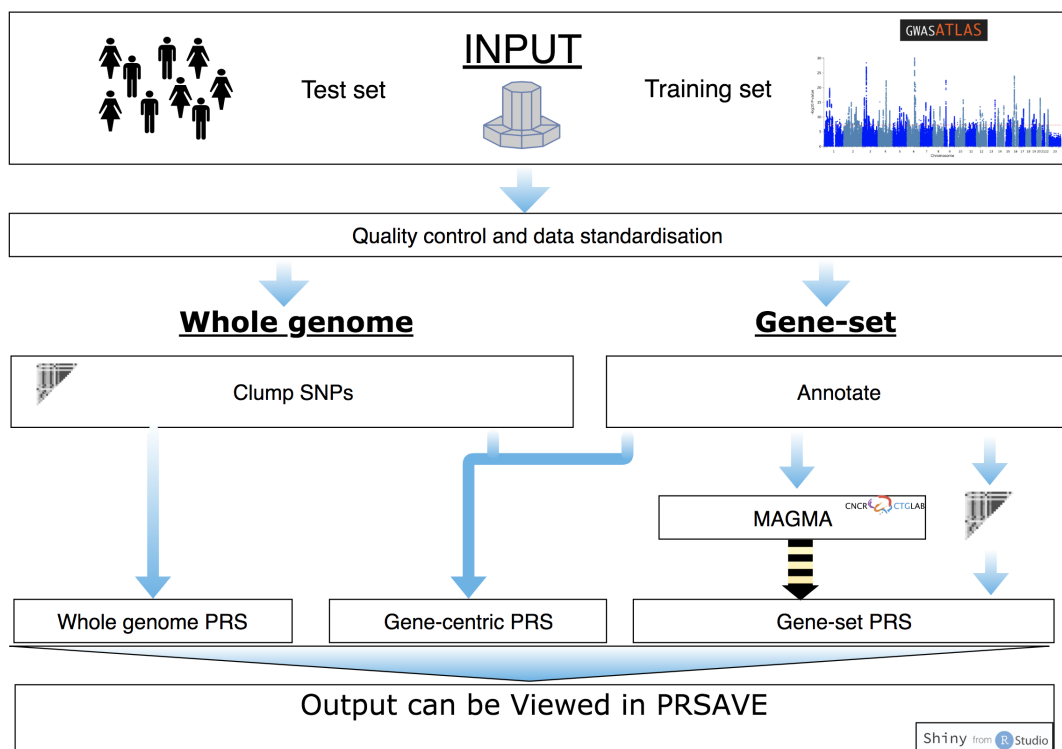 GWASATLAS
INPUT
Test set
Training set
Chromosome
Quality control and data standardisation
Whole genome
Gene-set
Clump SNPs
Annotate
MAGMA
CNCR CTGLAB
Whole genome PRS
Gene-centric PRS
Gene-set PRS
Output can be Viewed in PRSAVE
Shiny from R Studio